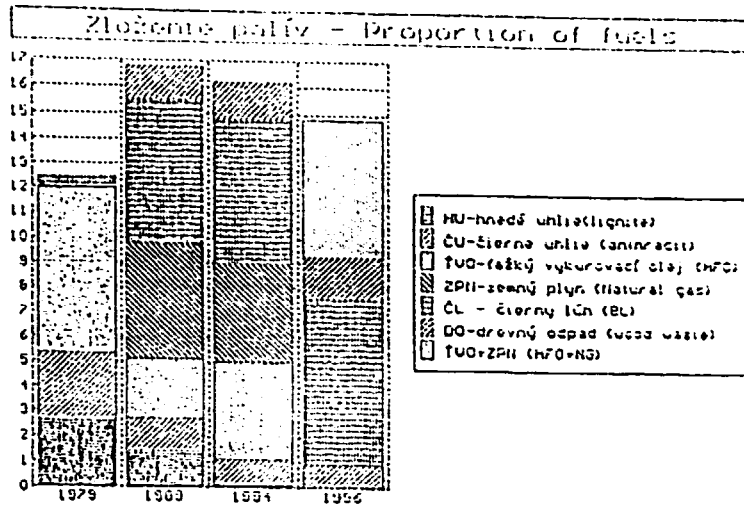 Zloženie palív - Proportion of fuels
17
16
15
14
13
12
11
10
9
8
7
6
5
4
3
2
1
0
1979 1994 1996
HU-hnedé uhlie(lignite)
ČU-čierne uhlie (anthracit)
ŤVO-ťažký vykurovací olej (HFO)
ZPN-zemný plyn (Natural gas)
ČL - čierny lúh (BL)
DO-drevný odpad (wood waste)
ŤVO+ZPN (HFO+NG)